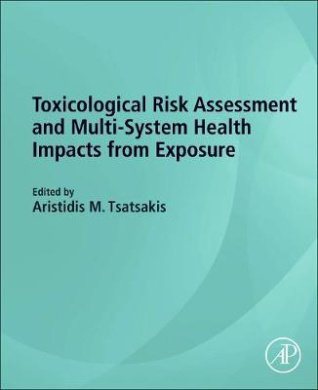 Toxicological Risk Assessment
and Multi-System Health
Impacts from Exposure
Edited by
Aristidis M. Tsatsakis
AP